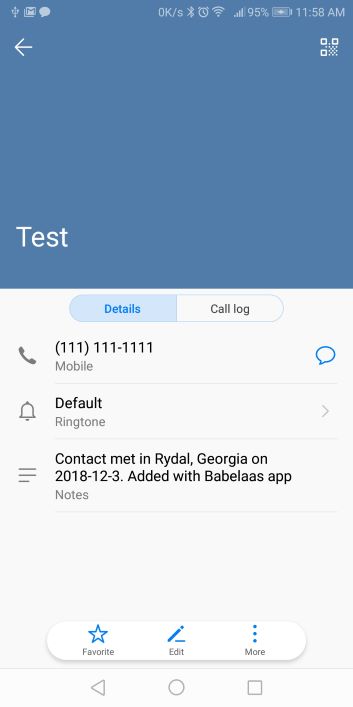 0K/s 95% 11:58 AM
Test
Details Call log
(111) 111-1111
Mobile
Default
Ringtone
Contact met in Rydal, Georgia on
2018-12-3. Added with Babelaas app
Notes
Favorite Edit More